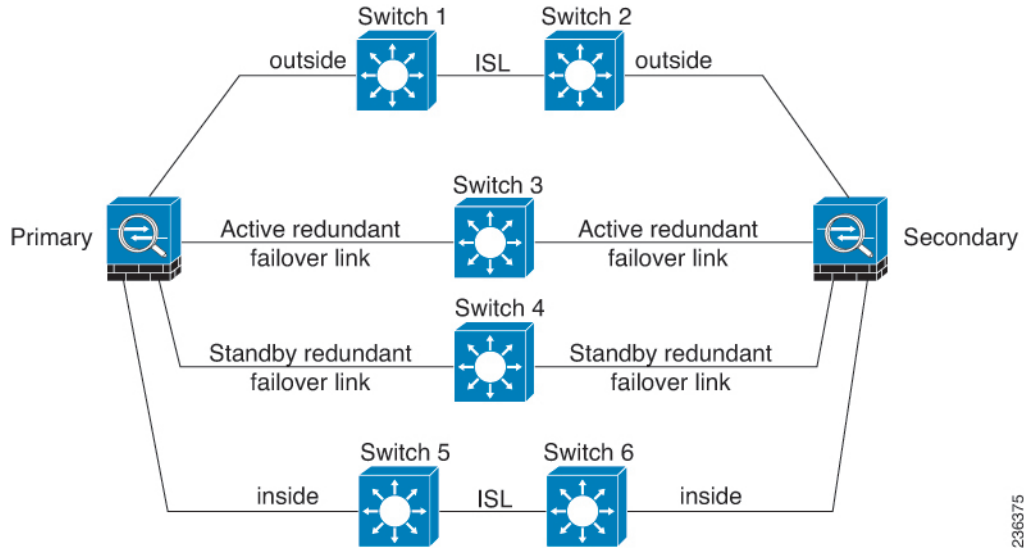 Switch 1
Switch 2
outside
ISL
outside
Switch 3
Primary
Active redundant
failover link
Active redundant
failover link
Secondary
Switch 4
Standby redundant
failover link
Standby redundant
failover link
Switch 5
Switch 6
inside
ISL
inside
236375